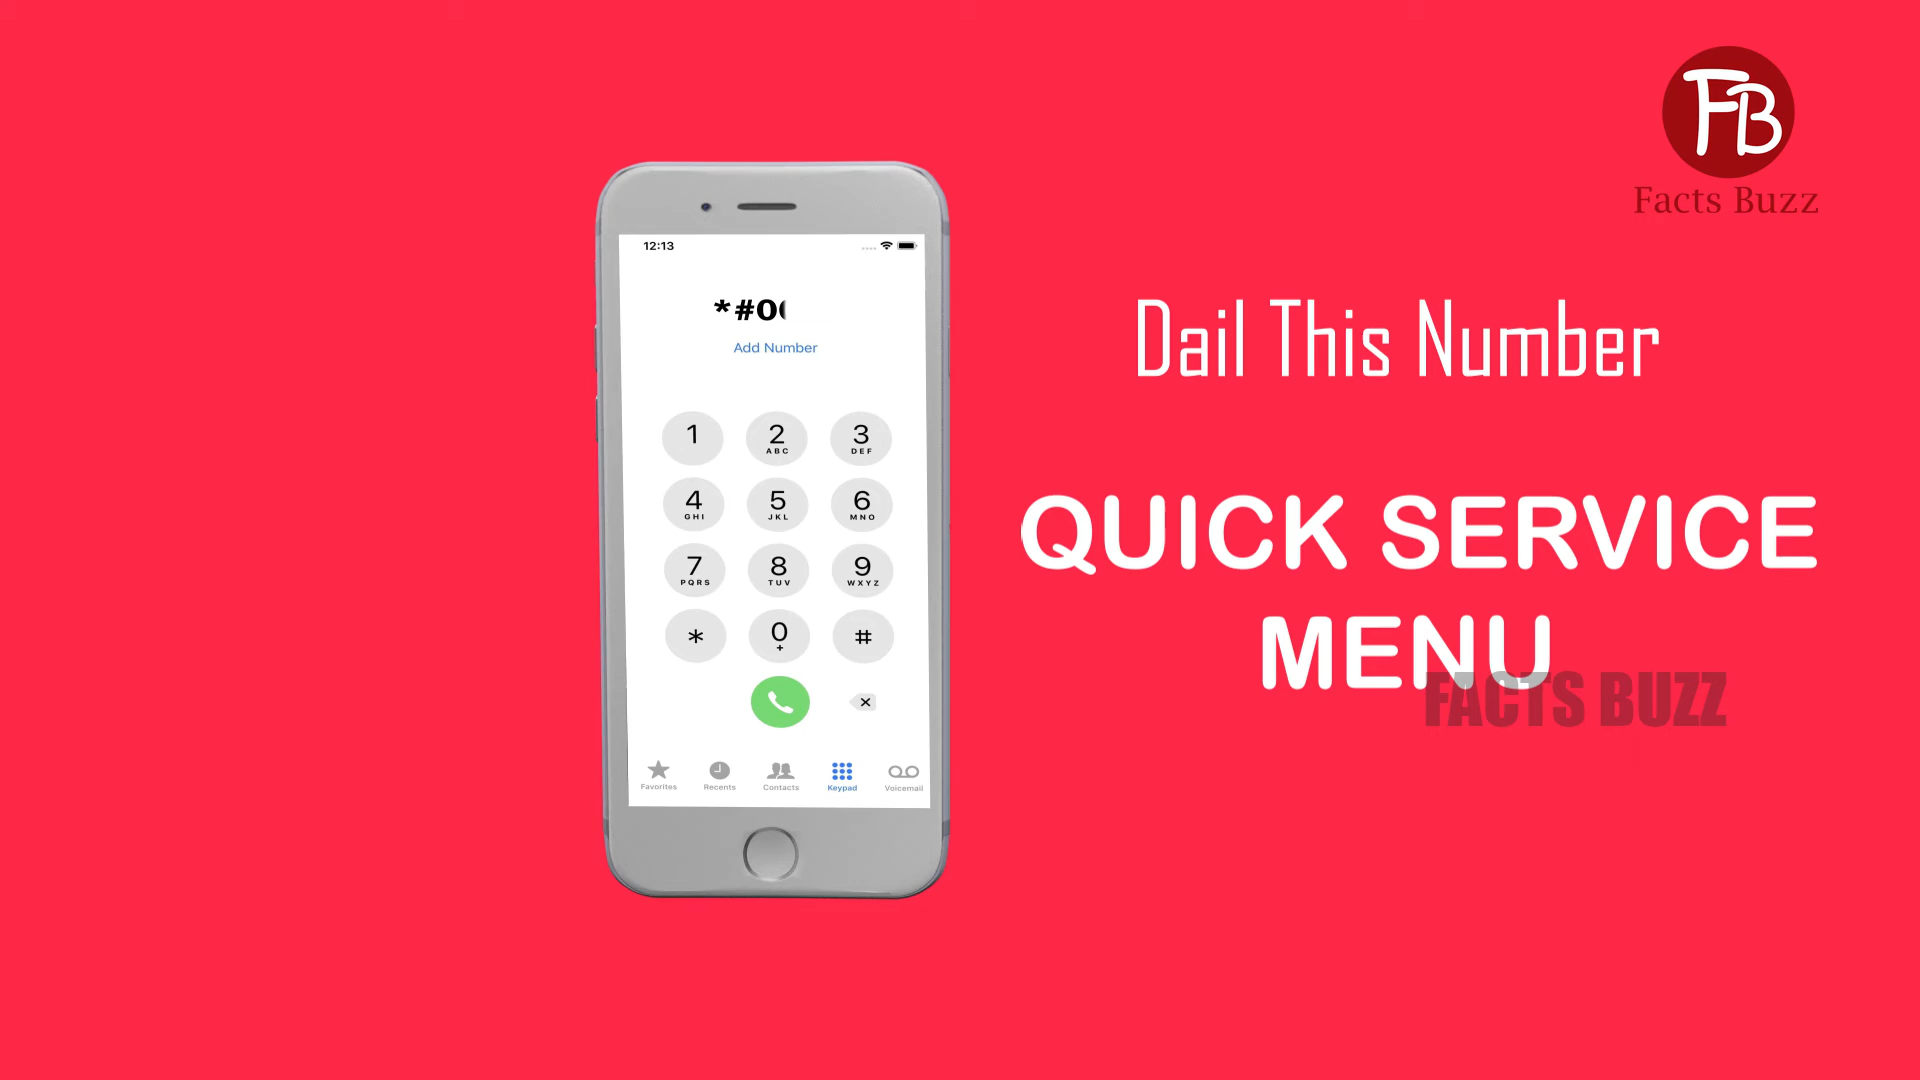 FB
Facts Buzz
12:13
*#0
Add Number
Dail This Number
1
2
ABC
3
DEF
4
GHI
5
JKL
6
MNO
QUICK SERVICE
MENU
7
PQRS
8
TUV
9
WXYZ
*
0
+
#
FACTS BUZZ
Favorites
Recents
Contacts
Keypad
Voicemail